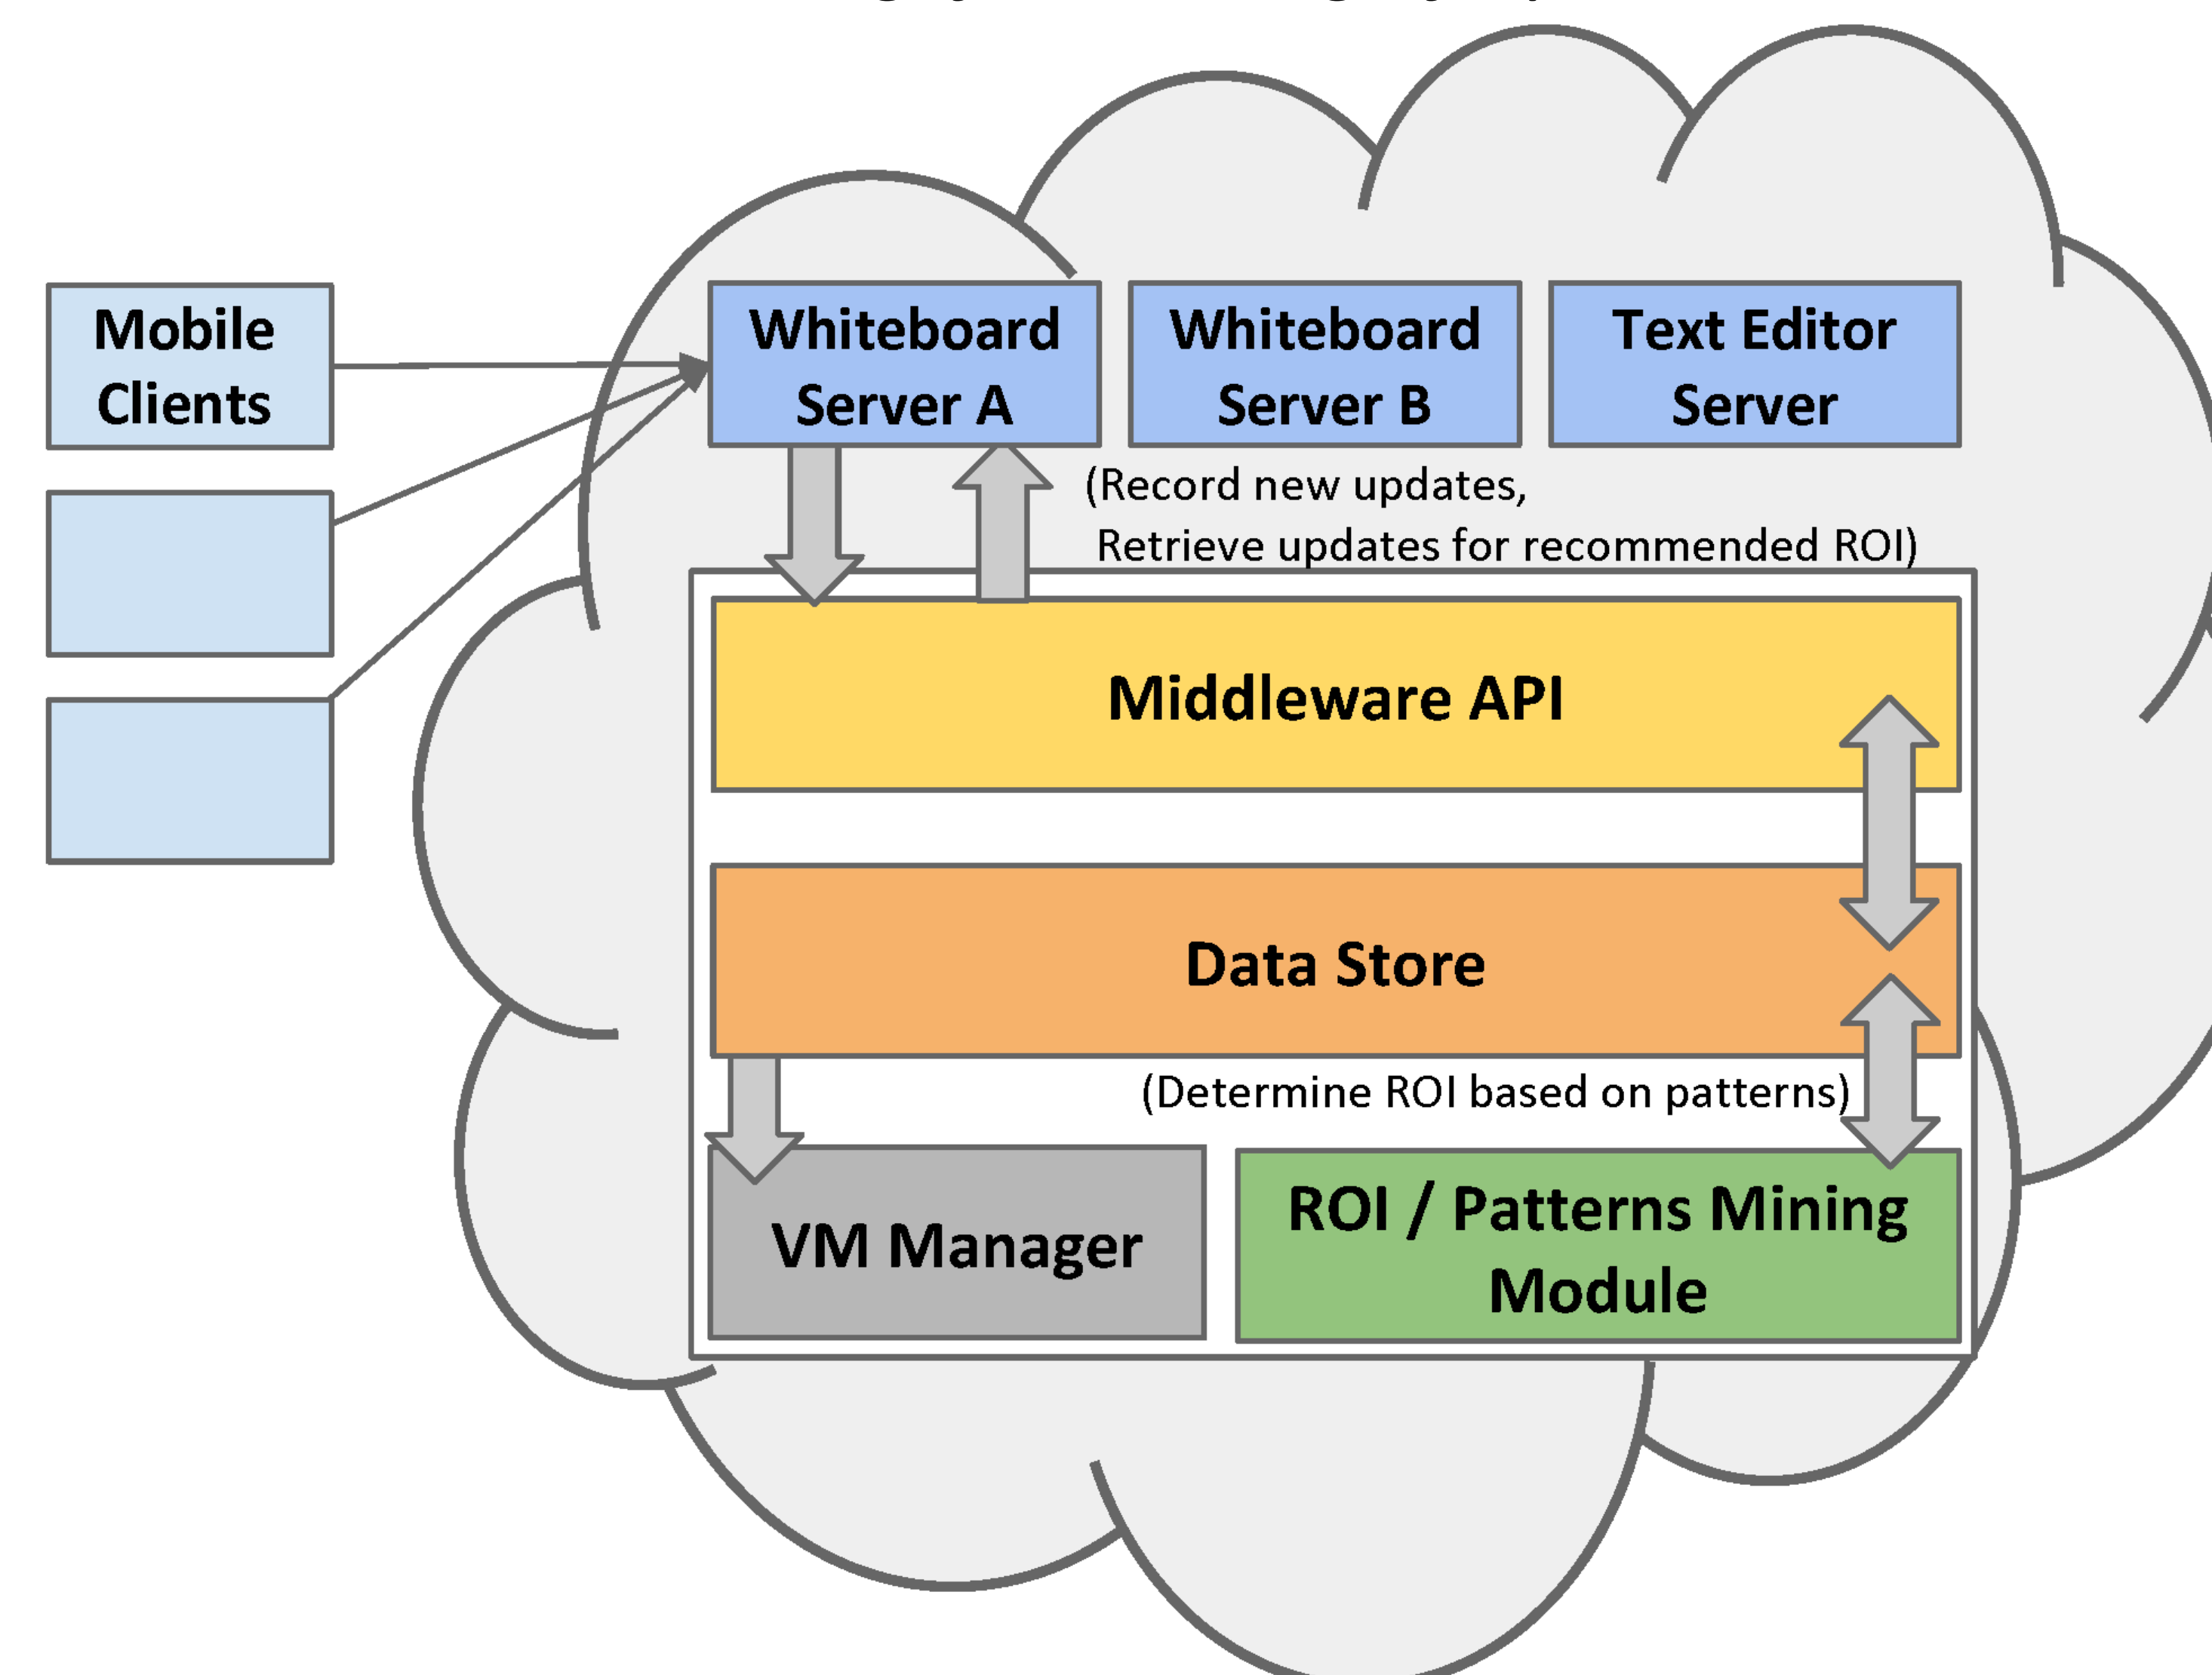 Mobile
Clients
Whiteboard
Server A
Whiteboard
Server B
Text Editor
Server
(Record new updates,
Retrieve updates for recommended ROI)
Middleware API
Data Store
(Determine ROI based on patterns)
VM Manager
ROI / Patterns Mining
Module